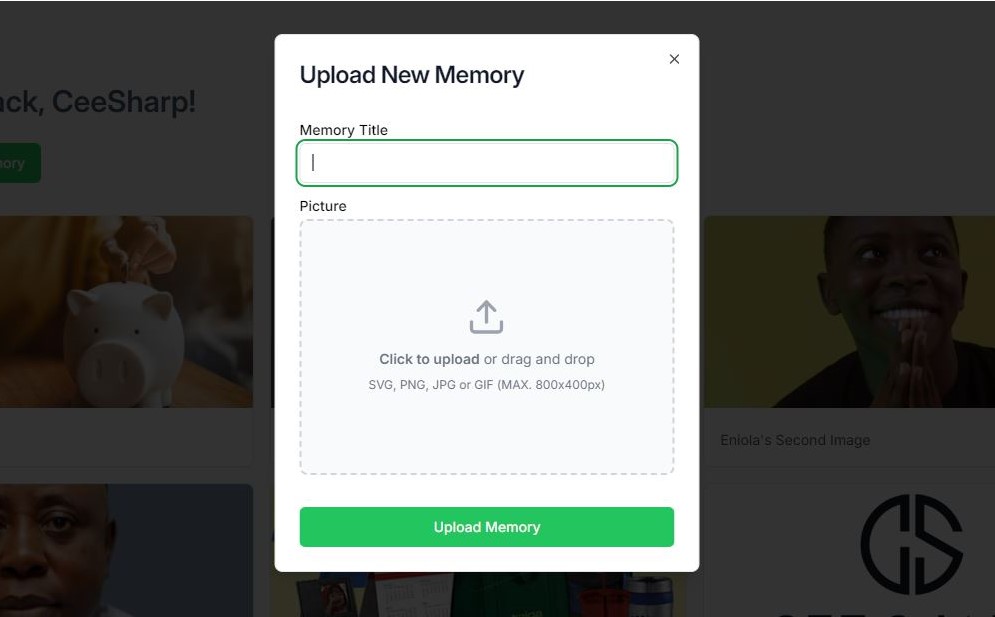 ack, CeeSharp!
ory
Upload New Memory
Memory Title
Picture
Click to upload or drag and drop
SVG, PNG, JPG or GIF (MAX. 800x400px)
Upload Memory
Eniola's Second Image